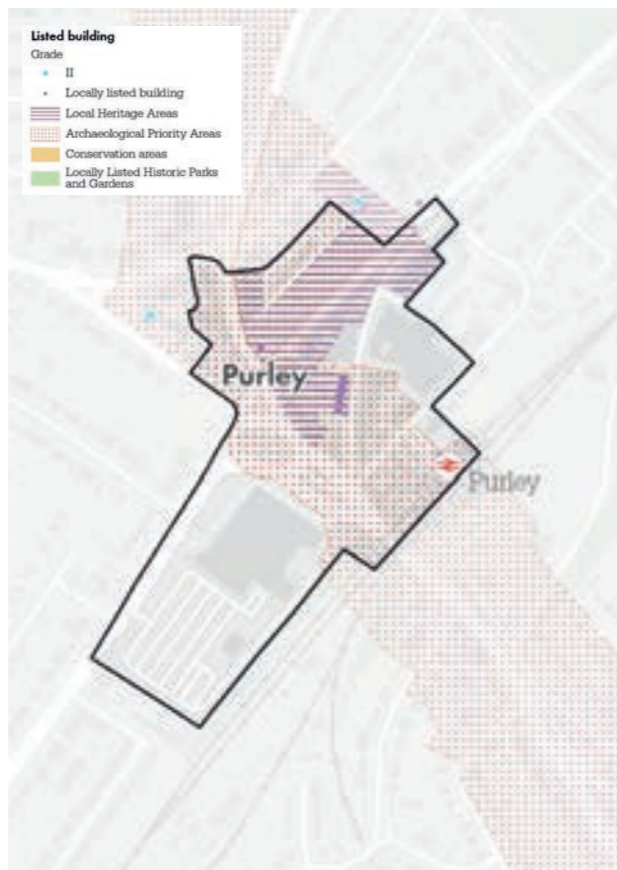 Listed building
Grade
II
Locally listed building
Local Heritage Areas
Archaeological Priority Areas
Conservation areas
Locally Listed Historic Parks
and Gardens
Purley
Purley